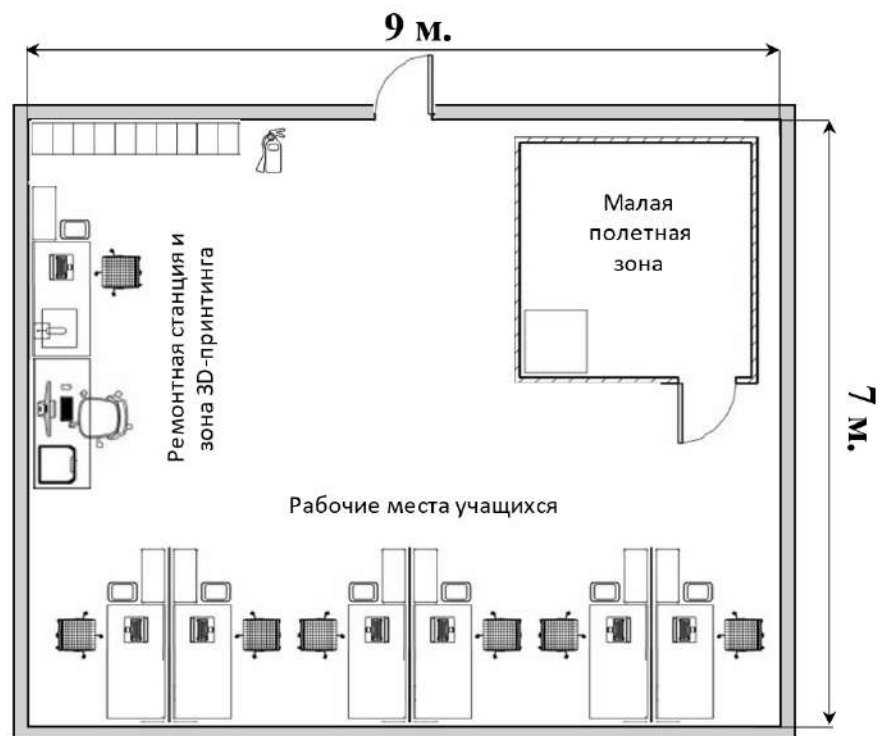 9 м.
Малая
полетная
зона
Ремонтная станция и
зона 3D-принтинга
7 м.
Рабочие места учащихся